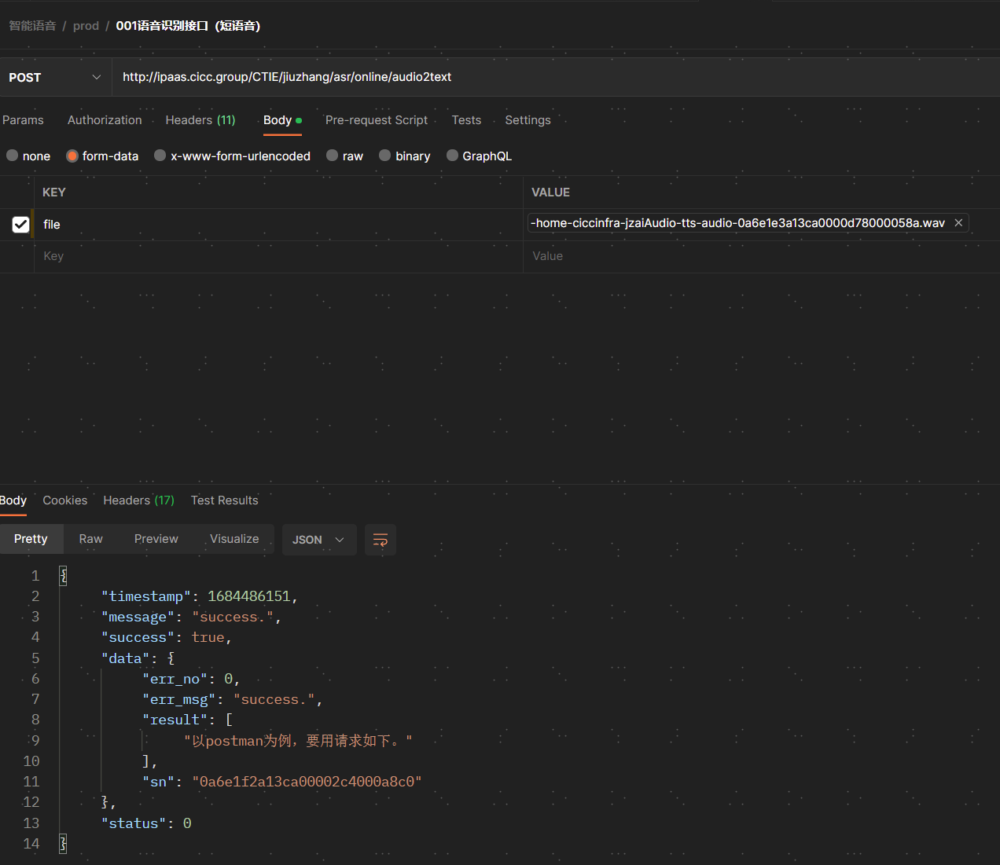 智能语音 / prod / 001语音识别接口（短语音）
POST http://ipaas.cicc.group/CTIE/jiuzhang/asr/online/audio2text
Params Authorization Headers (11) Body Pre-request Script Tests Settings
none form-data x-www-form-urlencoded raw binary GraphQL
KEY VALUE
file -home-ciccinfra-jzaiAudio-tts-audio-0a6e1e3a13ca0000d78000058a.wav
Key Value
Body Cookies Headers (17) Test Results
Pretty Raw Preview Visualize JSON
1 {
2 "timestamp": 1684486151,
3 "message": "success.",
4 "success": true,
5 "data": {
6 "err_no": 0,
7 "err_msg": "success.",
8 "result": [
9 "以postman为例，要用请求如下。"
10 ],
11 "sn": "0a6e1f2a13ca00002c4000a8c0"
12 },
13 "status": 0
14 }